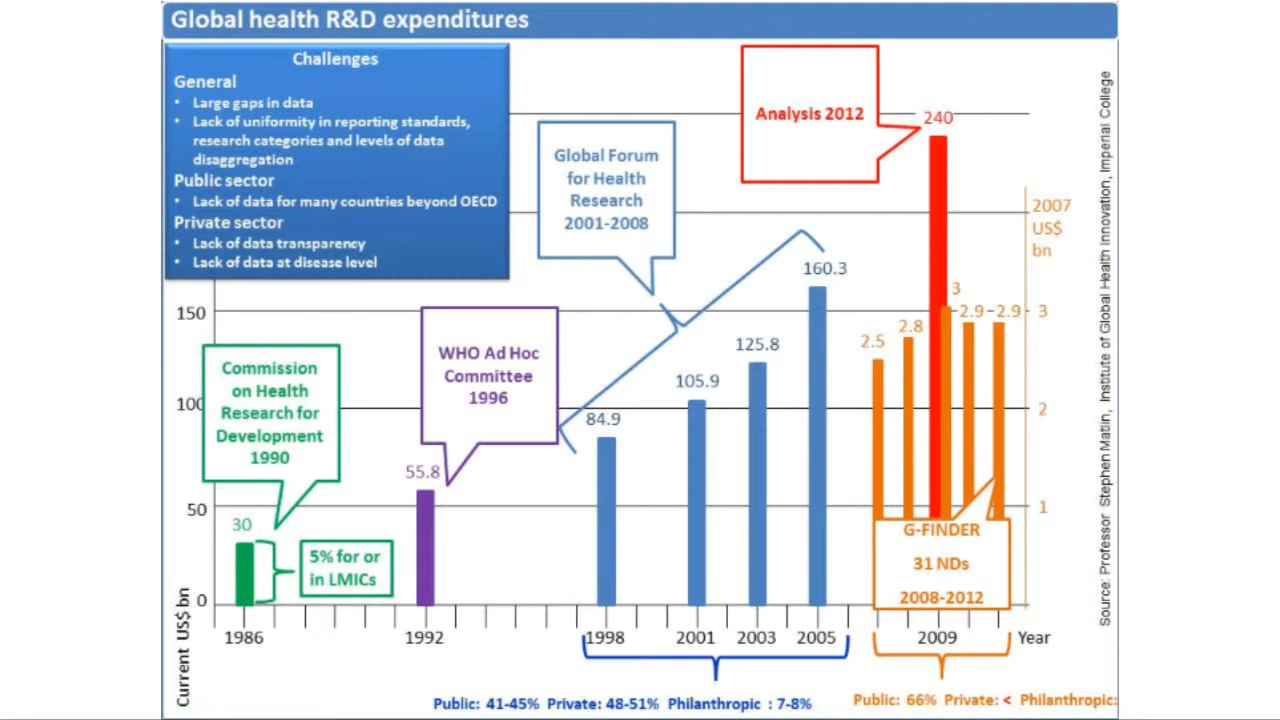 Global health R&D expenditures
Challenges
General
• Large gaps in data
• Lack of uniformity in reporting standards,
research categories and levels of data
disaggregation
Public sector
• Lack of data for many countries beyond OECD
Private sector
• Lack of data transparency
• Lack of data at disease level
Global Forum
for Health
Research
2001-2008
Analysis 2012
240
2007
US$
bn
Commission
on Health
Research for
Development
1990
WHO Ad Hoc
Committee
1996
30
5% for or
in LMICs
55.8
84.9
105.9
125.8
160.3
2.5
2.8
3
2.9
2.9
G-FINDER
31 NDs
2008-2012
150
100
50
0
3
2
1
Current US$ bn
1986
1992
1998
2001
2003
2005
2009
Year
Public: 41-45% Private: 48-51% Philanthropic : 7-8%
Public: 66% Private: < Philanthropic:
Source: Professor Stephen Matlin, Institute of Global Health Innovation, Imperial College